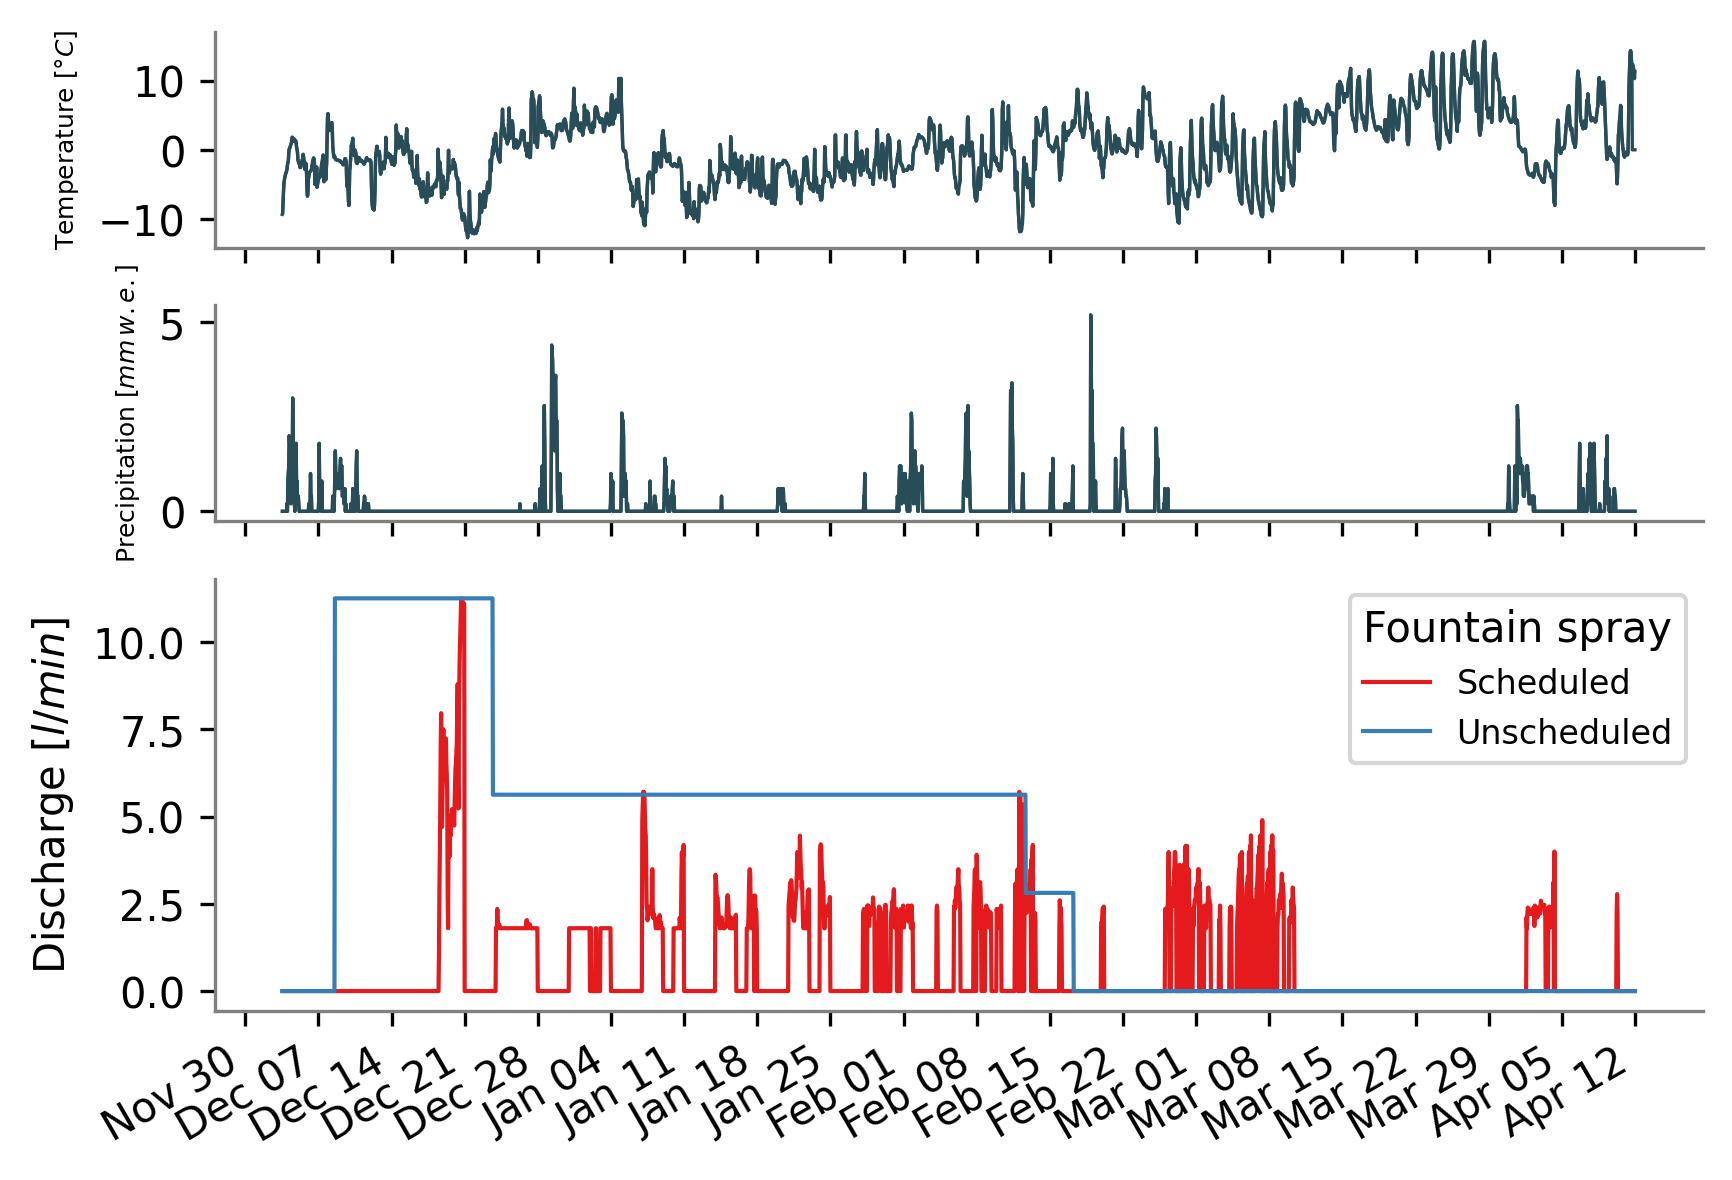 Temperature [°C]
10
0
−10
Precipitation [mm w. e. ]
5
0
Discharge [l/min]
10.0
7.5
5.0
2.5
0.0
Fountain spray
Scheduled
Unscheduled
Nov 30
Dec 07
Dec 14
Dec 21
Dec 28
Jan 04
Jan 11
Jan 18
Jan 25
Feb 01
Feb 08
Feb 15
Feb 22
Mar 01
Mar 08
Mar 15
Mar 22
Mar 29
Apr 05
Apr 12